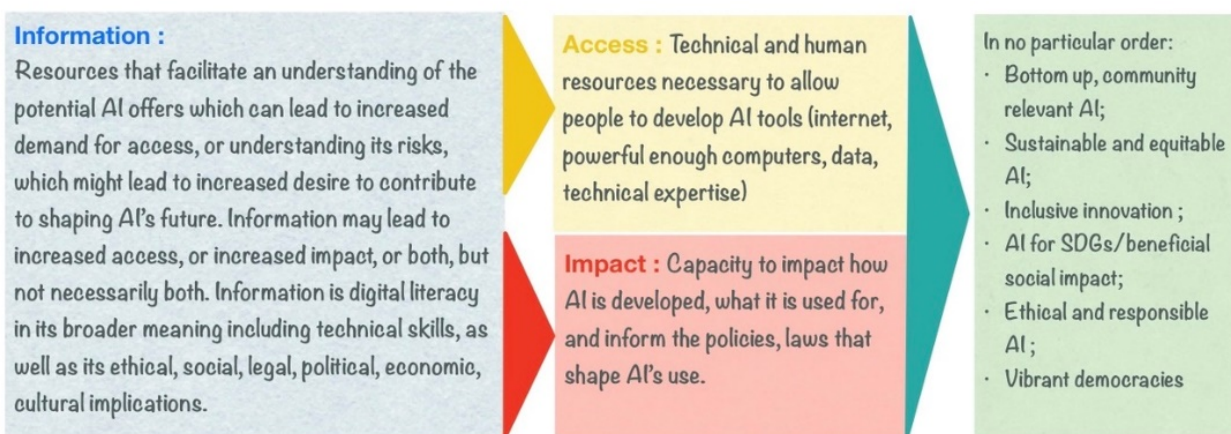 Information :
Resources that facilitate an understanding of the
potential AI offers which can lead to increased
demand for access, or understanding its risks,
which might lead to increased desire to contribute
to shaping AI's future. Information may lead to
increased access, or increased impact, or both, but
not necessarily both. Information is digital literacy
in its broader meaning including technical skills, as
well as its ethical, social, legal, political, economic,
cultural implications.
Access : Technical and human
resources necessary to allow
people to develop AI tools (internet,
powerful enough computers, data,
technical expertise)
Impact : Capacity to impact how
AI is developed, what it is used for,
and inform the policies, laws that
shape AI's use.
In no particular order:
· Bottom up, community
relevant AI;
· Sustainable and equitable
AI;
· Inclusive innovation ;
· AI for SDGs/beneficial
social impact;
· Ethical and responsible
AI ;
· Vibrant democracies